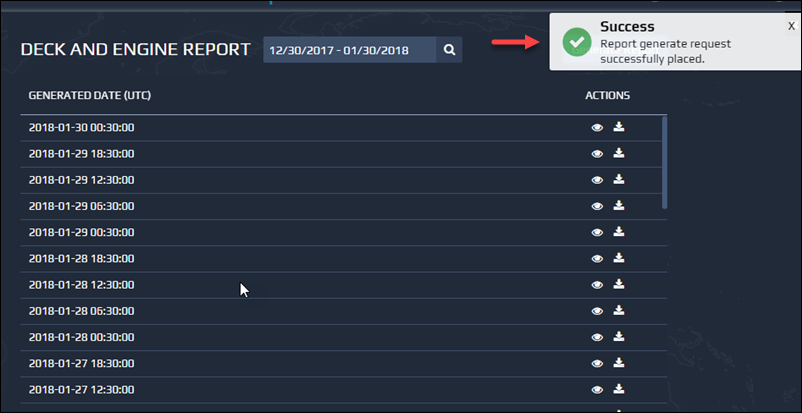 DECK AND ENGINE REPORT
12/30/2017 - 01/30/2018
Success
X
Report generate request
successfully placed.
GENERATED DATE (UTC)
ACTIONS
2018-01-30 00:30:00
2018-01-29 18:30:00
2018-01-29 12:30:00
2018-01-29 06:30:00
2018-01-29 00:30:00
2018-01-28 18:30:00
2018-01-28 12:30:00
2018-01-28 06:30:00
2018-01-28 00:30:00
2018-01-27 18:30:00
2018-01-27 12:30:00